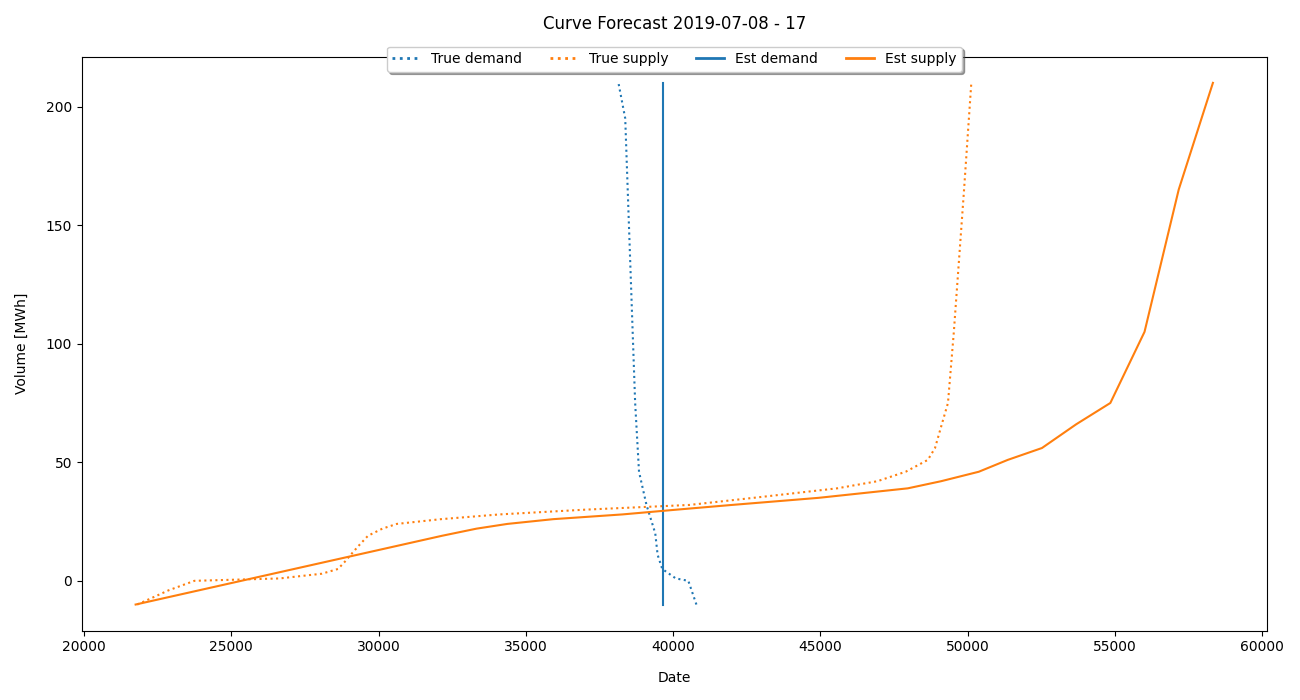 Curve Forecast 2019-07-08 - 17
True demand True supply Est demand Est supply
200
150
100
50
0
Volume [MWh]
20000 25000 30000 35000 40000 45000 50000 55000 60000
Date